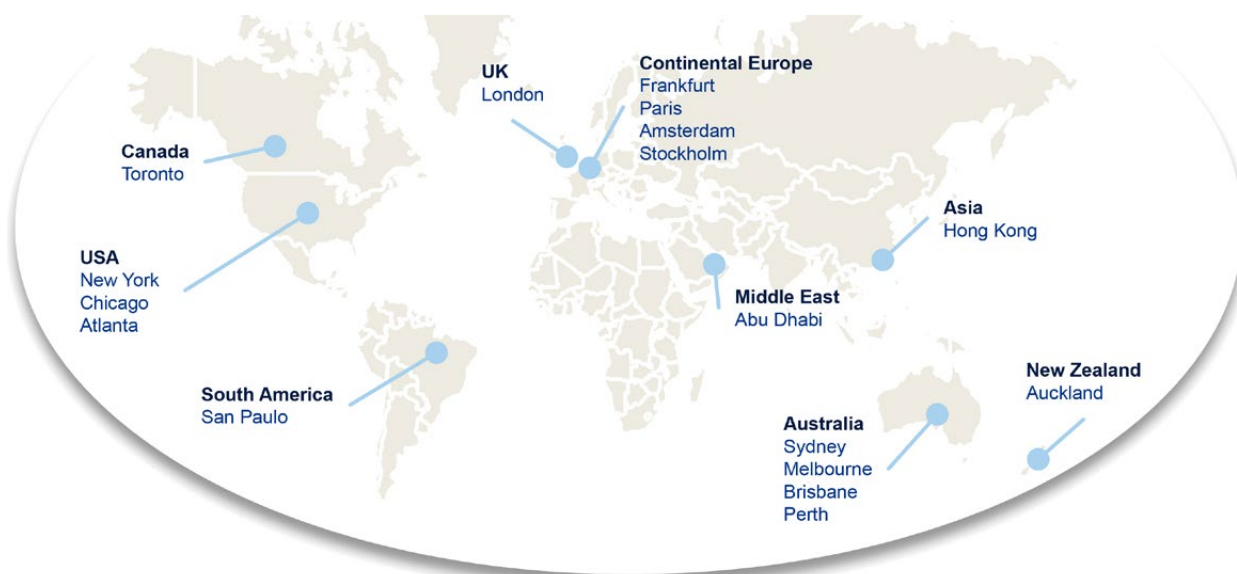 UK
London
Continental Europe
Frankfurt
Paris
Amsterdam
Stockholm
Canada
Toronto
Asia
Hong Kong
USA
New York
Chicago
Atlanta
Middle East
Abu Dhabi
South America
San Paulo
New Zealand
Auckland
Australia
Sydney
Melbourne
Brisbane
Perth